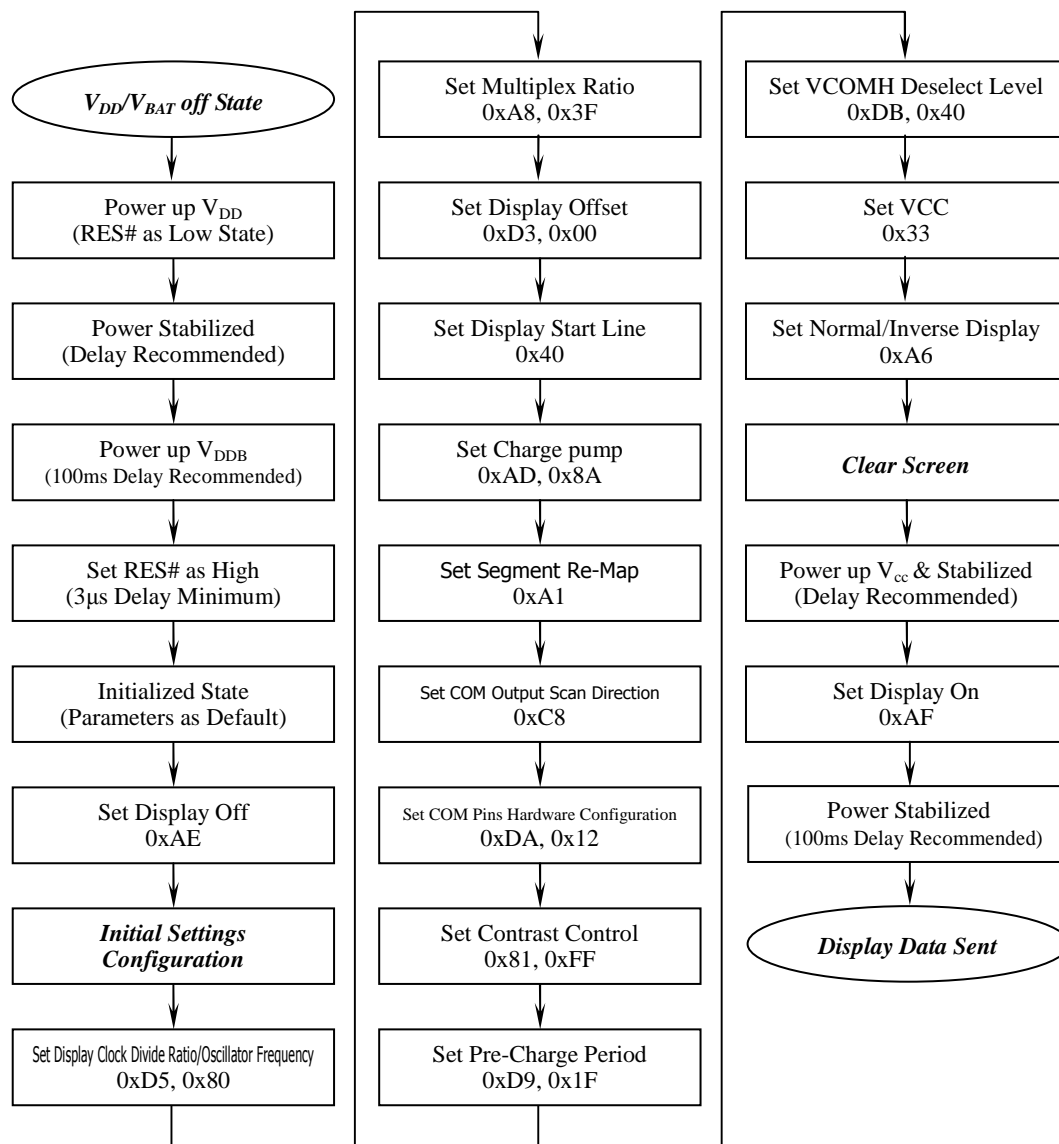 V_DD/V_BAT off State
Power up V_DD
(RES# as Low State)
Power Stabilized
(Delay Recommended)
Power up V_DDB
(100ms Delay Recommended)
Set RES# as High
(3μs Delay Minimum)
Initialized State
(Parameters as Default)
Set Display Off
0xAE
Initial Settings
Configuration
Set Display Clock Divide Ratio/Oscillator Frequency
0xD5, 0x80
Set Multiplex Ratio
0xA8, 0x3F
Set Display Offset
0xD3, 0x00
Set Display Start Line
0x40
Set Charge pump
0xAD, 0x8A
Set Segment Re-Map
0xA1
Set COM Output Scan Direction
0xC8
Set COM Pins Hardware Configuration
0xDA, 0x12
Set Contrast Control
0x81, 0xFF
Set Pre-Charge Period
0xD9, 0x1F
Set VCOMH Deselect Level
0xDB, 0x40
Set VCC
0x33
Set Normal/Inverse Display
0xA6
Clear Screen
Power up V_cc & Stabilized
(Delay Recommended)
Set Display On
0xAF
Power Stabilized
(100ms Delay Recommended)
Display Data Sent